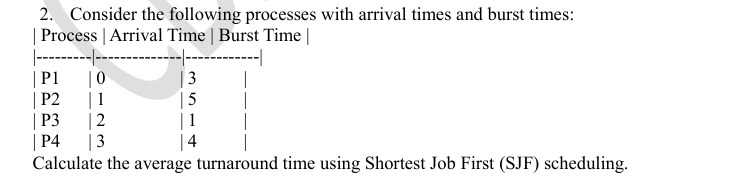 2. Consider the following processes with arrival times and burst times:
| Process | Arrival Time | Burst Time |
|---------|--------------|------------|
| P1 | 0 | 3 |
| P2 | 1 | 5 |
| P3 | 2 | 1 |
| P4 | 3 | 4 |
Calculate the average turnaround time using Shortest Job First (SJF) scheduling.